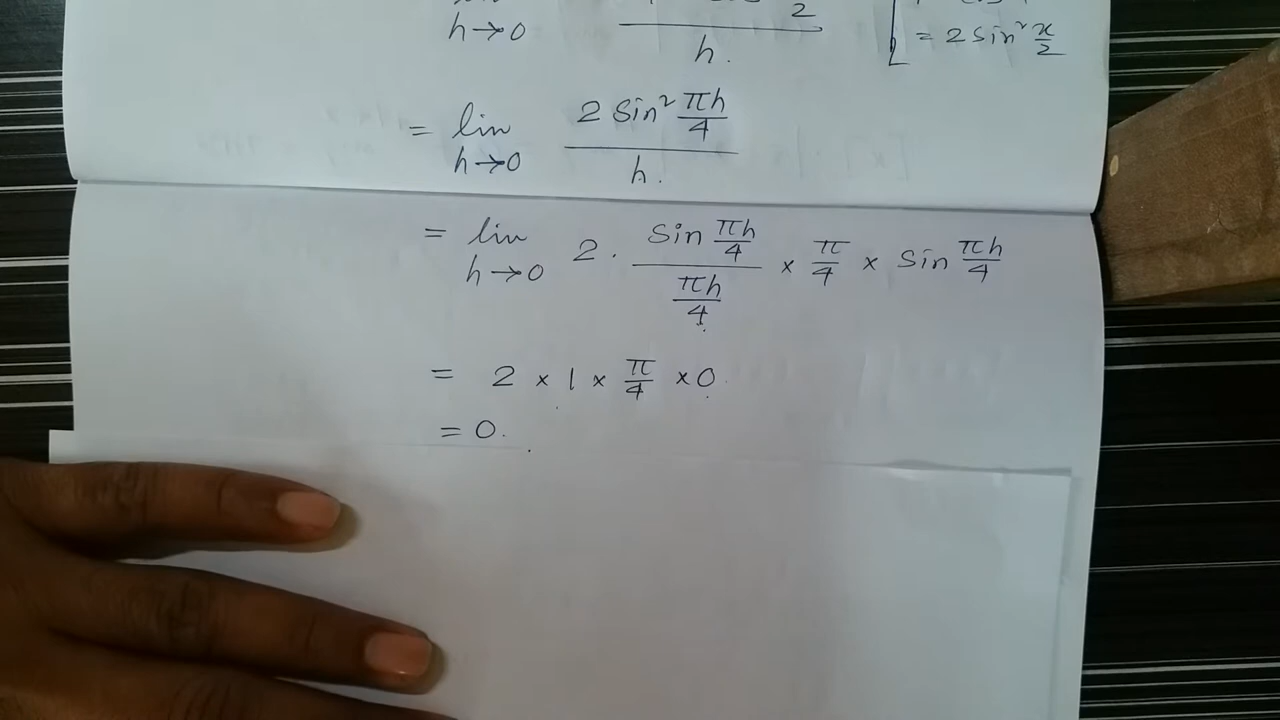 h→0 2/h.
= 2 Sin² x/2
= lim h→0 2 Sin² πh/4 / h.
= lim h→0 2 . Sin πh/4 / πh/4 × π/4 × Sin πh/4
= 2 × 1 × π/4 × 0
= 0.